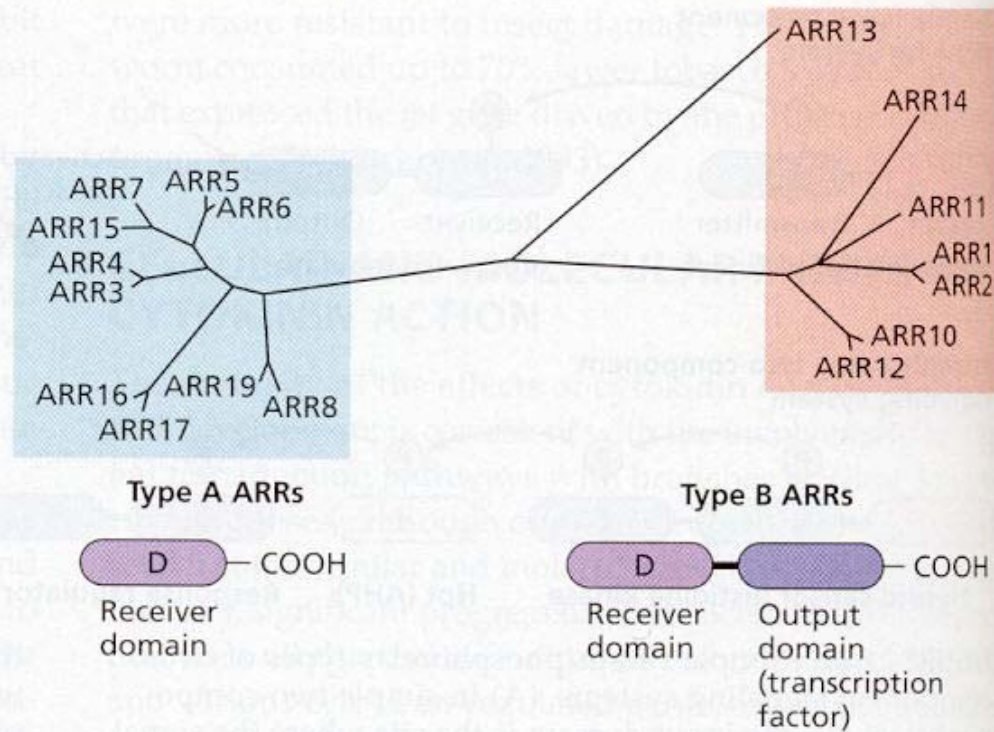 ARR13
ARR14
ARR11
ARR1
ARR2
ARR10
ARR12
ARR5
ARR7
ARR6
ARR15
ARR4
ARR3
ARR16
ARR19
ARR8
ARR17
Type A ARRs
D
COOH
Receiver
domain
Type B ARRs
D
COOH
Receiver
domain
Output
domain
(transcription
factor)